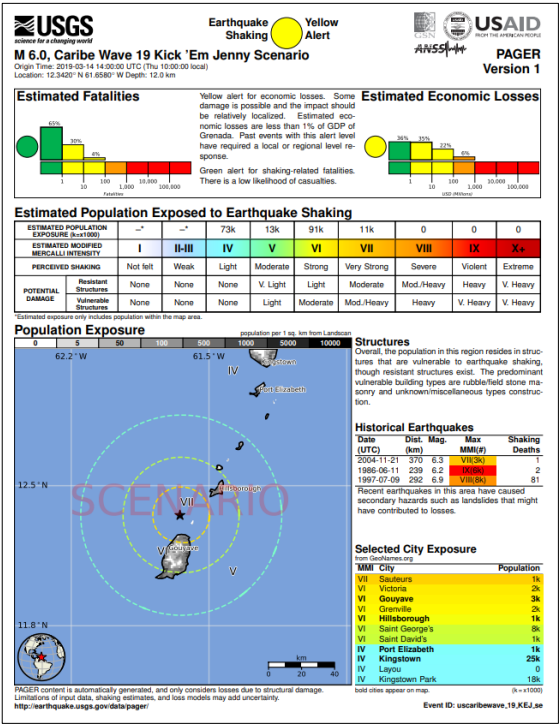 USGS
science for a changing world
Earthquake
Shaking
Yellow
Alert
GSN
ANSS
USAID
FROM THE AMERICAN PEOPLE
M 6.0, Caribe Wave 19 Kick 'Em Jenny Scenario
Origin Time: 2019-03-14 14:00:00 UTC (Thu 10:00:00 local)
Location: 12.3420° N 61.6580° W Depth: 12.0 km
PAGER
Version 1
Estimated Fatalities
65%
30%
4%
1 10 100 1,000 10,000 100,000
Fatalities
Yellow alert for economic losses. Some
damage is possible and the impact should
be relatively localized. Estimated eco-
nomic losses are less than 1% of GDP of
Grenada. Past events with this alert level
have required a local or regional level re-
sponse.
Green alert for shaking-related fatalities.
There is a low likelihood of casualties.
Estimated Economic Losses
36% 35%
22%
6%
1 10 100 1,000 10,000 100,000
USD (Millions)
Estimated Population Exposed to Earthquake Shaking
ESTIMATED POPULATION
EXPOSURE (k=x1000)
–* –* 73k 13k 91k 11k 0 0 0
ESTIMATED MODIFIED
MERCALLI INTENSITY
I II-III IV V VI VII VIII IX X+
PERCEIVED SHAKING Not felt Weak Light Moderate Strong Very Strong Severe Violent Extreme
POTENTIAL
DAMAGE
Resistant
Structures
None None None V. Light Light Moderate Mod./Heavy Heavy V. Heavy
Vulnerable
Structures
None None None Light Moderate Mod./Heavy Heavy V. Heavy V. Heavy
*Estimated exposure only includes population within the map area.
Population Exposure
population per 1 sq. km from Landscan
0 5 50 100 500 1000 5000 10000
62.2°W 61.5°W
Kingstown
IV
Port Elizabeth
12.5°N
SCENARIO
Hillsborough
VII
Gouyave
V
V
11.8°N
km
0 20 40
Structures
Overall, the population in this region resides in struc-
tures that are vulnerable to earthquake shaking,
though resistant structures exist. The predominant
vulnerable building types are rubble/field stone ma-
sonry and unknown/miscellaneous types construc-
tion.
Historical Earthquakes
Date Dist. Mag. Max Shaking
(UTC) (km) MMI(#) Deaths
2004-11-21 370 6.3 VII(3k) 1
1986-06-11 239 6.2 IX(6k) 2
1997-07-09 292 6.9 VIII(8k) 81
Recent earthquakes in this area have caused
secondary hazards such as landslides that might
have contributed to losses.
Selected City Exposure
from GeoNames.org
MMI City Population
VII Sauteurs 1k
VI Victoria 2k
VI Gouyave 3k
VI Grenville 2k
VI Hillsborough 1k
VI Saint George's 8k
VI Saint David's 1k
IV Port Elizabeth 1k
IV Kingstown 25k
IV Layou 0
IV Kingstown Park 18k
bold cities appear on map. (k = x1000)
PAGER content is automatically generated, and only considers losses due to structural damage.
Limitations of input data, shaking estimates, and loss models may add uncertainty.
http://earthquake.usgs.gov/data/pager/
Event ID: uscaribewave_19_KEJ_se